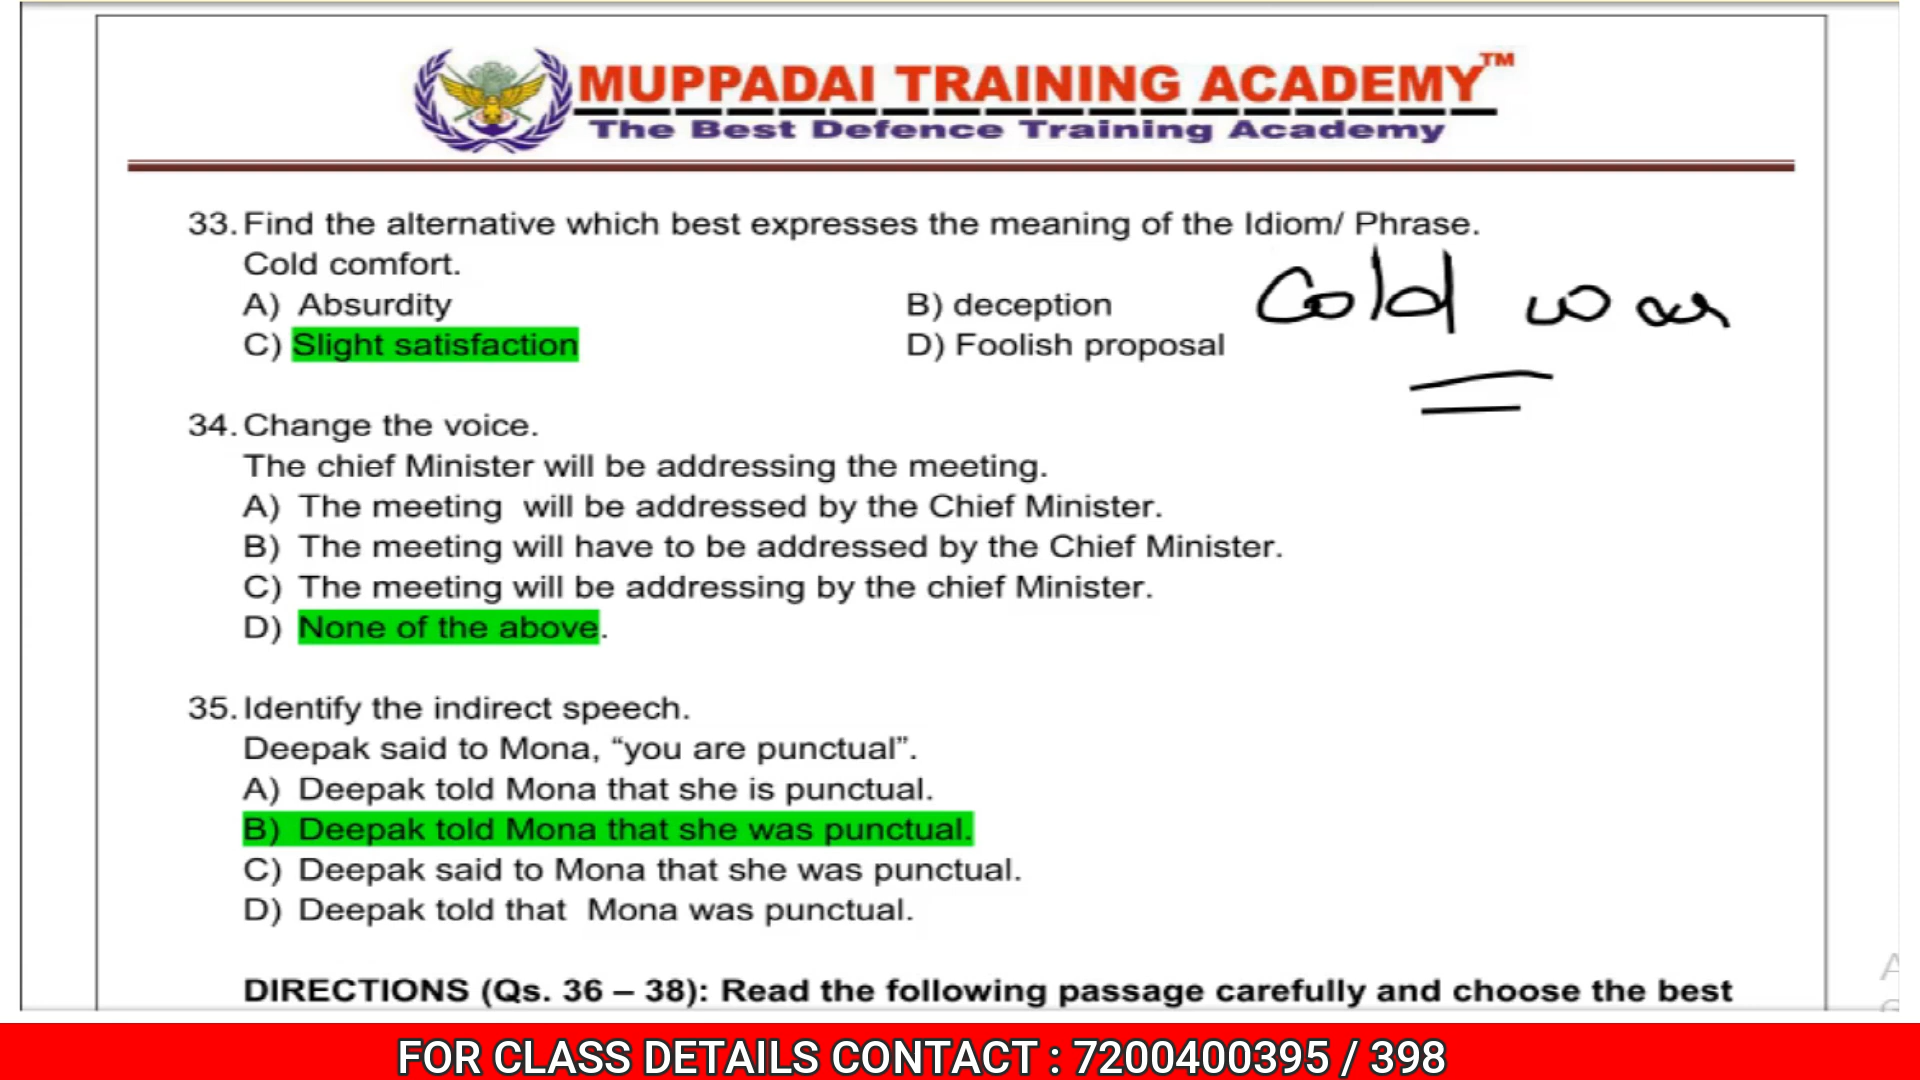 MUPPADAI TRAINING ACADEMY™
The Best Defence Training Academy
33. Find the alternative which best expresses the meaning of the Idiom/ Phrase.
Cold comfort.
A) Absurdity B) deception
C) Slight satisfaction D) Foolish proposal
Cold war
34. Change the voice.
The chief Minister will be addressing the meeting.
A) The meeting will be addressed by the Chief Minister.
B) The meeting will have to be addressed by the Chief Minister.
C) The meeting will be addressing by the chief Minister.
D) None of the above.
35. Identify the indirect speech.
Deepak said to Mona, “you are punctual”.
A) Deepak told Mona that she is punctual.
B) Deepak told Mona that she was punctual.
C) Deepak said to Mona that she was punctual.
D) Deepak told that Mona was punctual.
DIRECTIONS (Qs. 36 – 38): Read the following passage carefully and choose the best
FOR CLASS DETAILS CONTACT : 7200400395 / 398